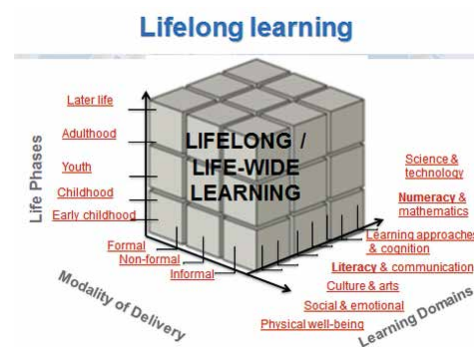 Lifelong learning
Later life
Adulthood
Youth
Childhood
Early childhood
Life Phases
LIFELONG /
LIFE-WIDE
LEARNING
Formal
Non-formal
Informal
Modality of Delivery
Science &
technology
Numeracy &
mathematics
Learning approaches
& cognition
Literacy & communication
Culture & arts
Social & emotional
Physical well-being
Learning Domains